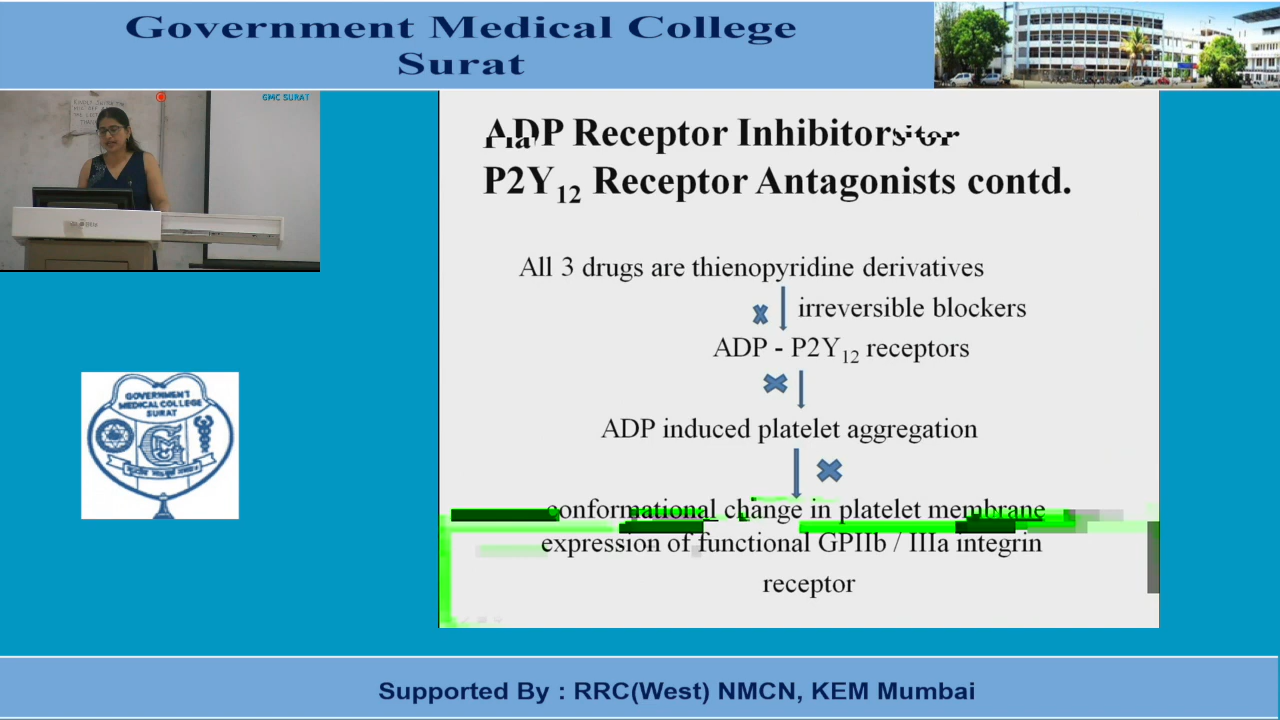 Government Medical College
Surat
GMC SURAT
ADP Receptor Inhibitors
P2Y12 Receptor Antagonists contd.
All 3 drugs are thienopyridine derivatives
irreversible blockers
ADP - P2Y12 receptors
ADP induced platelet aggregation
conformational change in platelet membrane
expression of functional GPIIb / IIIa integrin
receptor
GOVERNMENT
MEDICAL COLLEGE
SURAT
Supported By : RRC(West) NMCN, KEM Mumbai